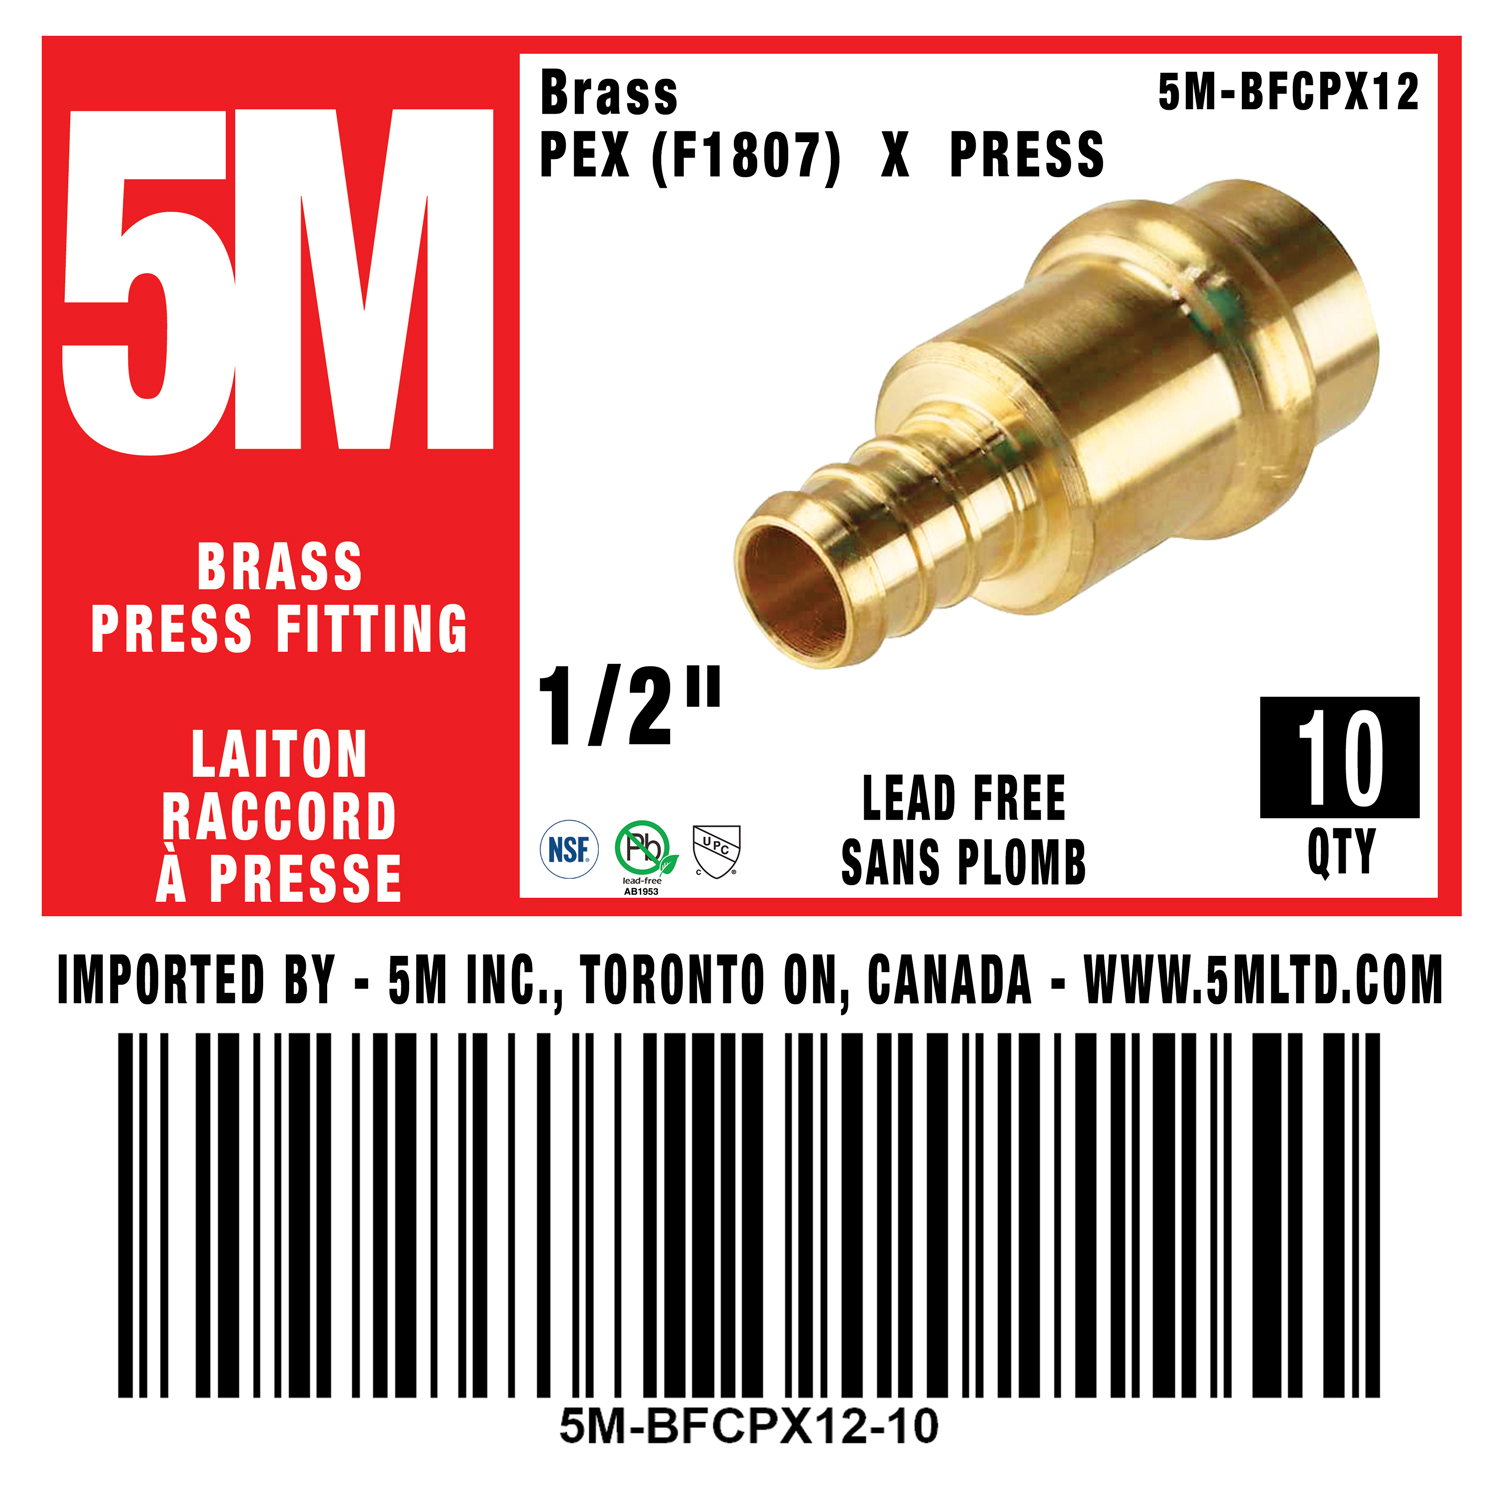 5M
BRASS
PRESS FITTING
LAITON
RACCORD
À PRESSE
Brass
PEX (F1807) X PRESS
5M-BFCPX12
1/2"
NSF®
Pb
lead-free
AB1953
UPC
C ®
LEAD FREE
SANS PLOMB
10
QTY
IMPORTED BY - 5M INC., TORONTO ON, CANADA - WWW.5MLTD.COM
5M-BFCPX12-10